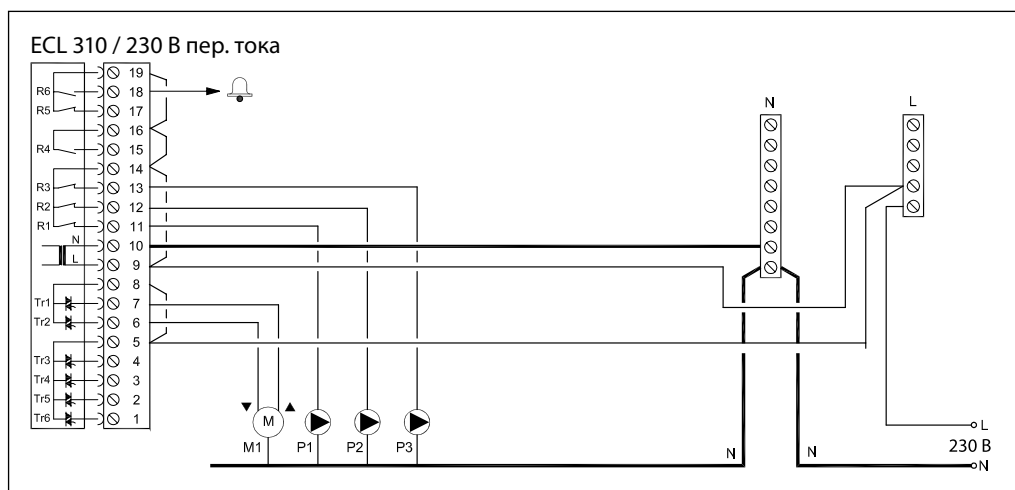 ECL 310 / 230 В пер. тока
19
R6 18
R5 17
16
R4 15
14
R3 13
R2 12
R1 11
N 10
L 9
8
Tr1 7
Tr2 6
5
Tr3 4
Tr4 3
Tr5 2
Tr6 1
N L
M
M1 P1 P2 P3
N N
L
230 В
N